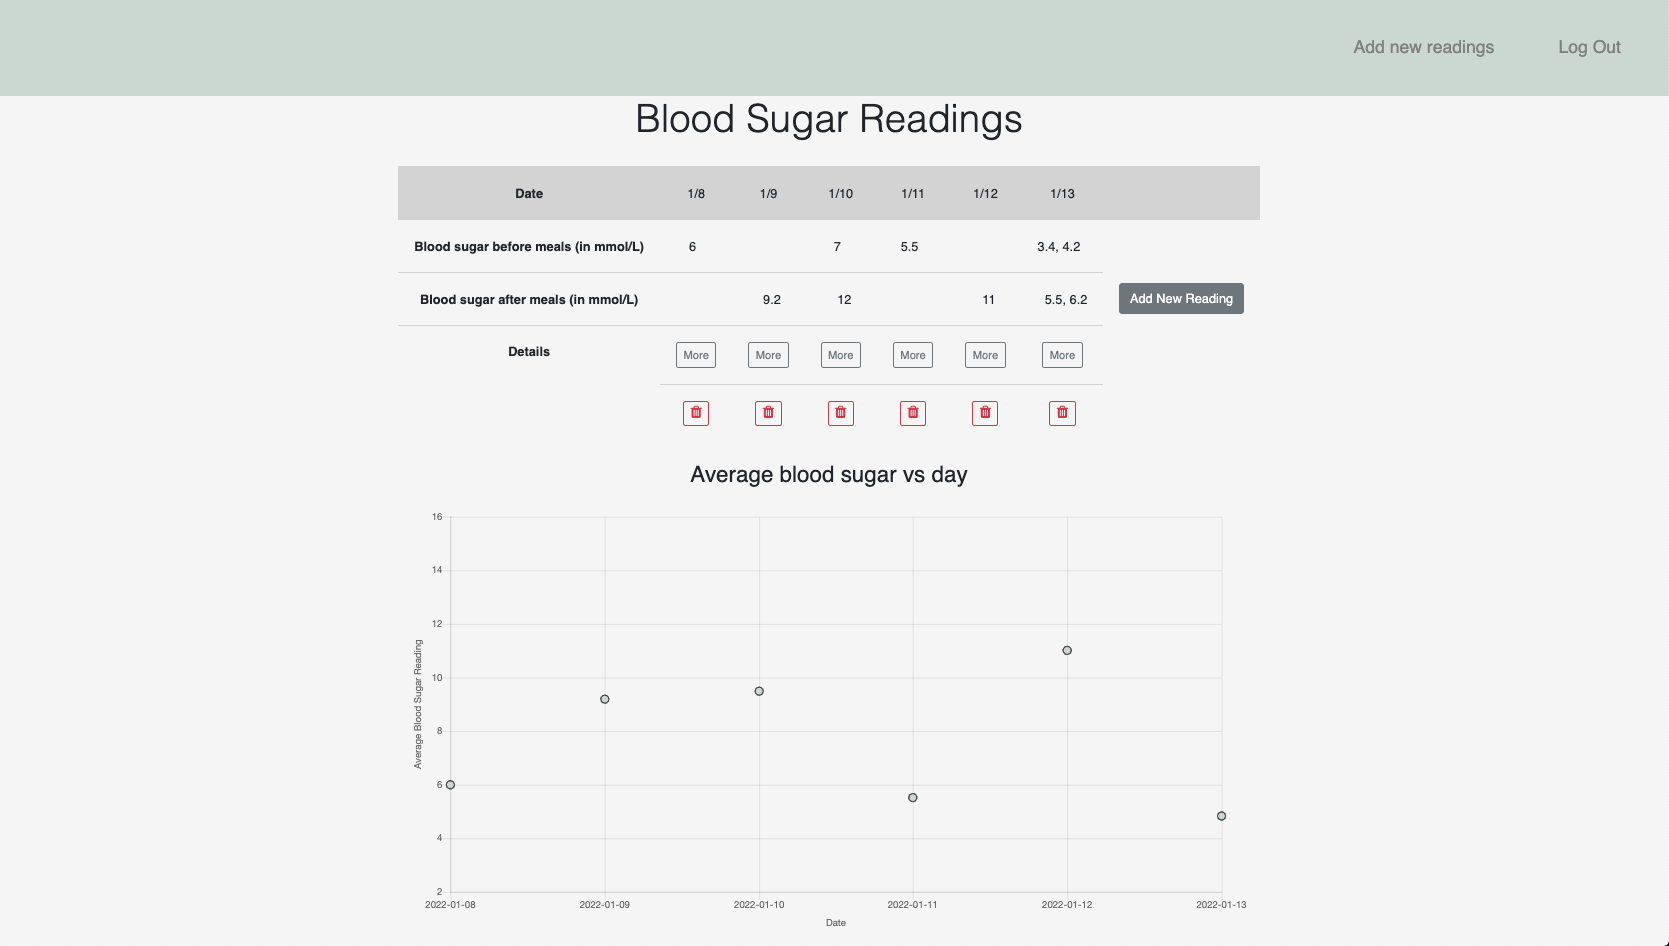 Add new readings Log Out
Blood Sugar Readings
Date 1/8 1/9 1/10 1/11 1/12 1/13
Blood sugar before meals (in mmol/L) 6 7 5.5 3.4, 4.2
Blood sugar after meals (in mmol/L) 9.2 12 11 5.5, 6.2 Add New Reading
Details More More More More More More
Average blood sugar vs day
16
14
12
10
8
6
4
2
Average Blood Sugar Reading
2022-01-08 2022-01-09 2022-01-10 2022-01-11 2022-01-12 2022-01-13
Date